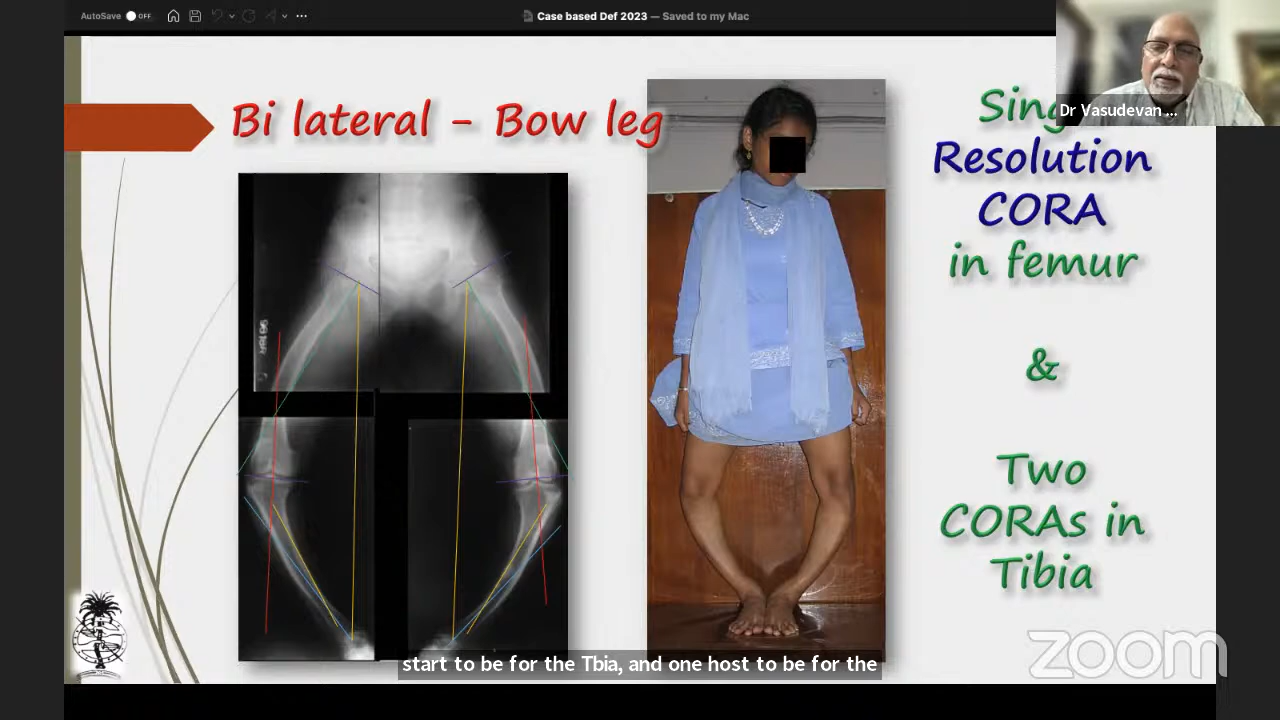 AutoSave
OFF
Case based Def 2023 — Saved to my Mac
Dr Vasudevan ...
Bi lateral - Bow leg
Resolution
CORA
in femur
&
Two
CORAs in
Tibia
start to be for the Tbia, and one host to be for the
zoom